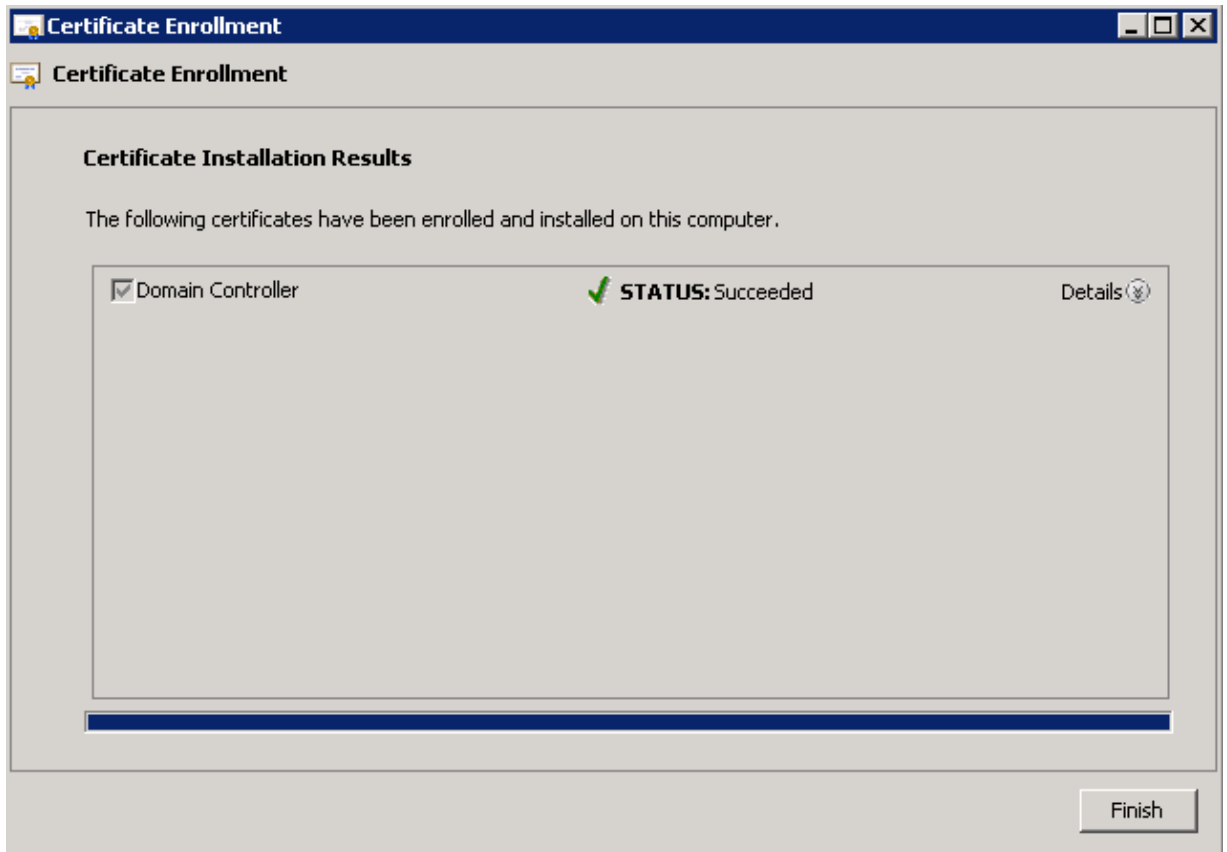 Certificate Enrollment
Certificate Enrollment
Certificate Installation Results
The following certificates have been enrolled and installed on this computer.
Domain Controller STATUS: Succeeded Details
Finish